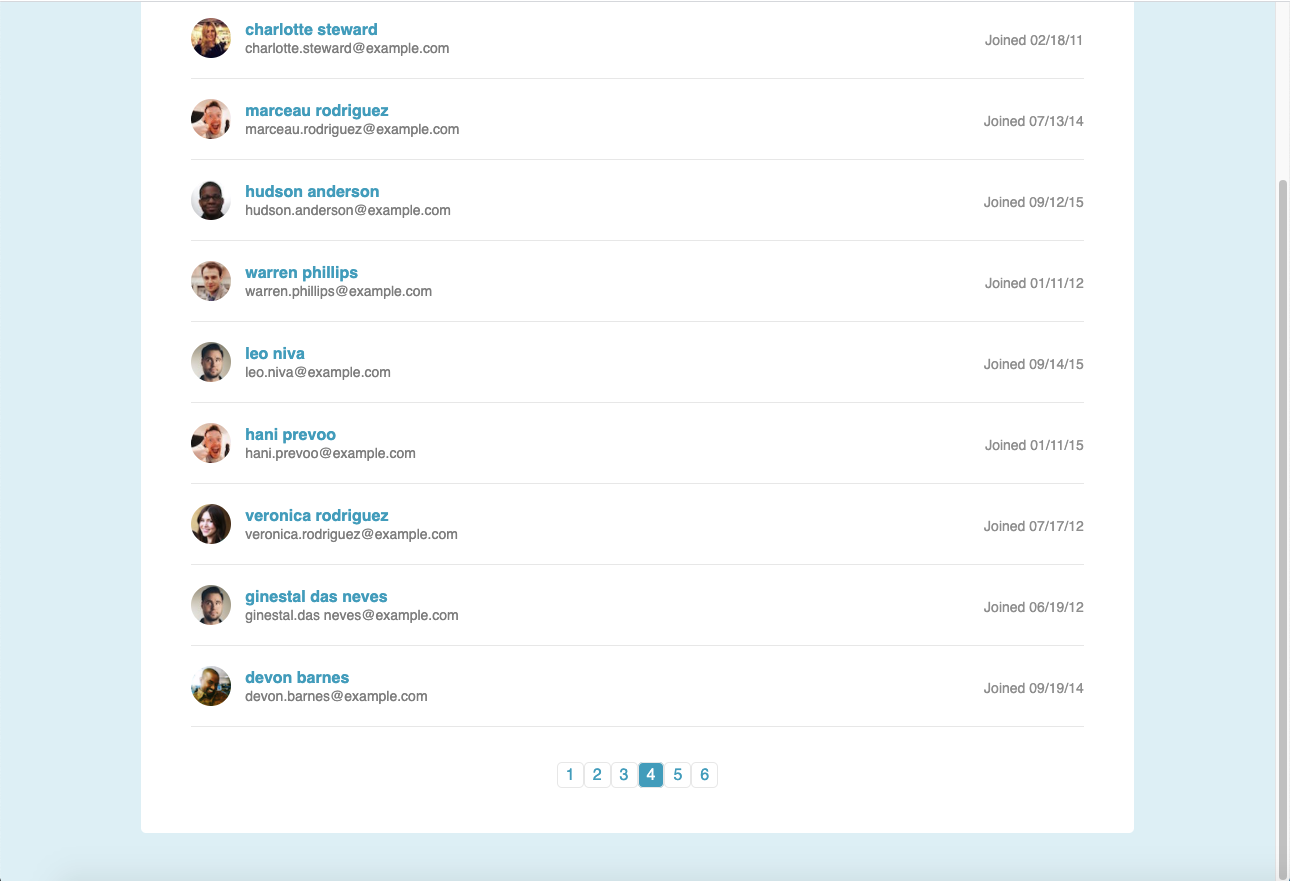 charlotte steward
charlotte.steward@example.com
Joined 02/18/11
marceau rodriguez
marceau.rodriguez@example.com
Joined 07/13/14
hudson anderson
hudson.anderson@example.com
Joined 09/12/15
warren phillips
warren.phillips@example.com
Joined 01/11/12
leo niva
leo.niva@example.com
Joined 09/14/15
hani prevoo
hani.prevoo@example.com
Joined 01/11/15
veronica rodriguez
veronica.rodriguez@example.com
Joined 07/17/12
ginestal das neves
ginestal.das neves@example.com
Joined 06/19/12
devon barnes
devon.barnes@example.com
Joined 09/19/14
1 2 3 4 5 6